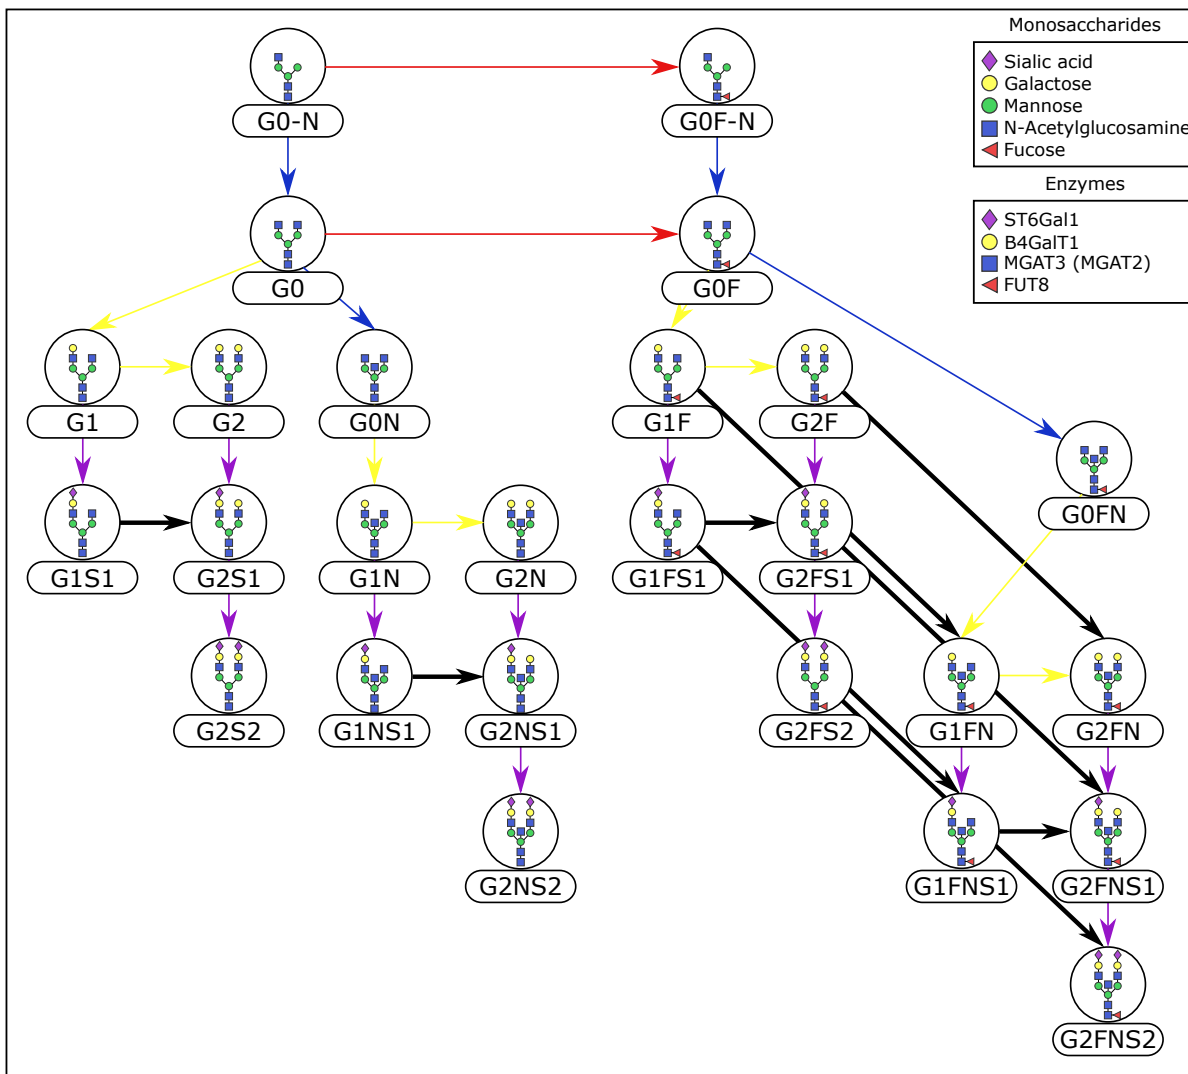 Monosaccharides
Sialic acid
Galactose
Mannose
N-Acetylglucosamine
Fucose
Enzymes
ST6Gal1
B4GalT1
MGAT3 (MGAT2)
FUT8
G0-N
G0F-N
G0
G0F
G1
G2
G0N
G1F
G2F
G0FN
G1S1
G2S1
G1N
G2N
G1FS1
G2FS1
G2S2
G1NS1
G2NS1
G2FS2
G1FN
G2FN
G2NS2
G1FNS1
G2FNS1
G2FNS2